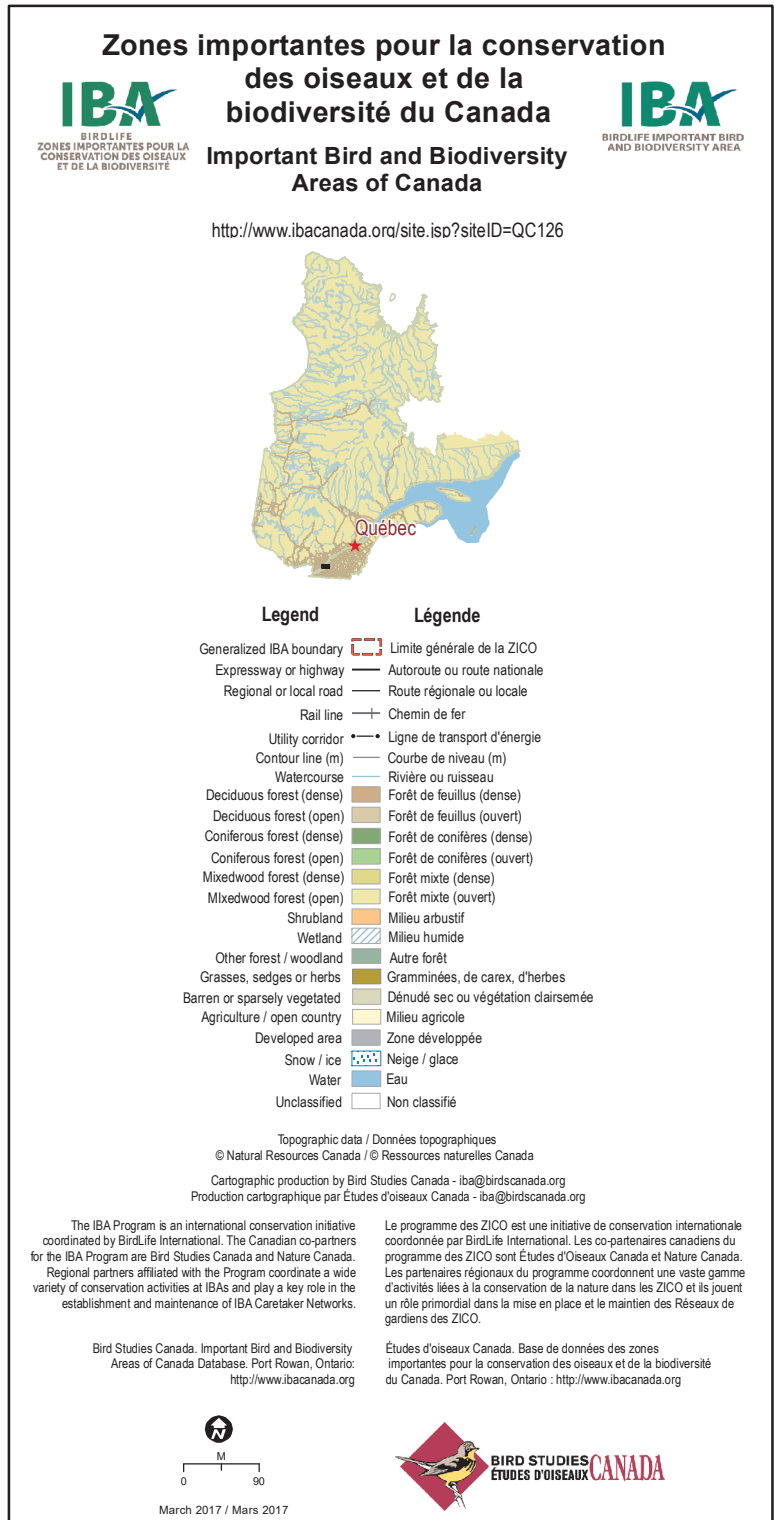 Zones importantes pour la conservation
des oiseaux et de la
biodiversité du Canada
IBA
BIRDLIFE
ZONES IMPORTANTES POUR LA
CONSERVATION DES OISEAUX
ET DE LA BIODIVERSITÉ
IBA
BIRDLIFE IMPORTANT BIRD
AND BIODIVERSITY AREA
Important Bird and Biodiversity
Areas of Canada
http://www.ibacanada.org/site.jsp?siteID=QC126
Québec
Legend Légende
Generalized IBA boundary Limite générale de la ZICO
Expressway or highway Autoroute ou route nationale
Regional or local road Route régionale ou locale
Rail line Chemin de fer
Utility corridor Ligne de transport d'énergie
Contour line (m) Courbe de niveau (m)
Watercourse Rivière ou ruisseau
Deciduous forest (dense) Forêt de feuillus (dense)
Deciduous forest (open) Forêt de feuillus (ouvert)
Coniferous forest (dense) Forêt de conifères (dense)
Coniferous forest (open) Forêt de conifères (ouvert)
Mixedwood forest (dense) Forêt mixte (dense)
MIxedwood forest (open) Forêt mixte (ouvert)
Shrubland Milieu arbustif
Wetland Milieu humide
Other forest / woodland Autre forêt
Grasses, sedges or herbs Gramminées, de carex, d'herbes
Barren or sparsely vegetated Dénudé sec ou végétation clairsemée
Agriculture / open country Milieu agricole
Developed area Zone développée
Snow / ice Neige / glace
Water Eau
Unclassified Non classifié
Topographic data / Données topographiques
© Natural Resources Canada / © Ressources naturelles Canada
Cartographic production by Bird Studies Canada - iba@birdscanada.org
Production cartographique par Études d'oiseaux Canada - iba@birdscanada.org
The IBA Program is an international conservation initiative
coordinated by BirdLife International. The Canadian co-partners
for the IBA Program are Bird Studies Canada and Nature Canada.
Regional partners affiliated with the Program coordinate a wide
variety of conservation activities at IBAs and play a key role in the
establishment and maintenance of IBA Caretaker Networks.
Le programme des ZICO est une initiative de conservation internationale
coordonnée par BirdLife International. Les co-partenaires canadiens du
programme des ZICO sont Études d'Oiseaux Canada et Nature Canada.
Les partenaires régionaux du programme coordonnent une vaste gamme
d'activités liées à la conservation de la nature dans les ZICO et ils jouent
un rôle primordial dans la mise en place et le maintien des Réseaux de
gardiens des ZICO.
Bird Studies Canada. Important Bird and Biodiversity
Areas of Canada Database. Port Rowan, Ontario:
http://www.ibacanada.org
Études d'oiseaux Canada. Base de données des zones
importantes pour la conservation des oiseaux et de la biodiversité
du Canada. Port Rowan, Ontario : http://www.ibacanada.org
N
M
0 90
March 2017 / Mars 2017
BIRD STUDIES
ÉTUDES D'OISEAUX
CANADA